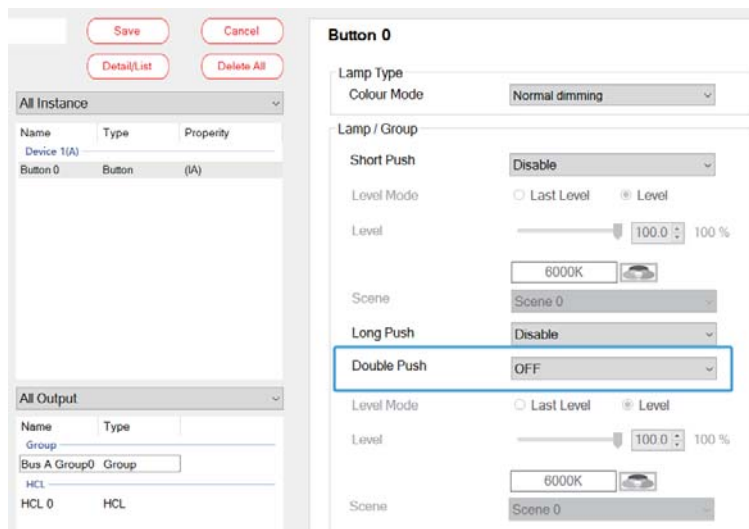 Save Cancel
Detail/List Delete All
All Instance
Name Type Properity
Device 1(A)
Button 0 Button (IA)
All Output
Name Type
Group
Bus A Group0 Group
HCL
HCL 0 HCL
Button 0
Lamp Type
Colour Mode Normal dimming
Lamp / Group
Short Push Disable
Level Mode Last Level Level
Level 100.0 100 %
6000K
Scene Scene 0
Long Push Disable
Double Push OFF
Level Mode Last Level Level
Level 100.0 100 %
6000K
Scene Scene 0